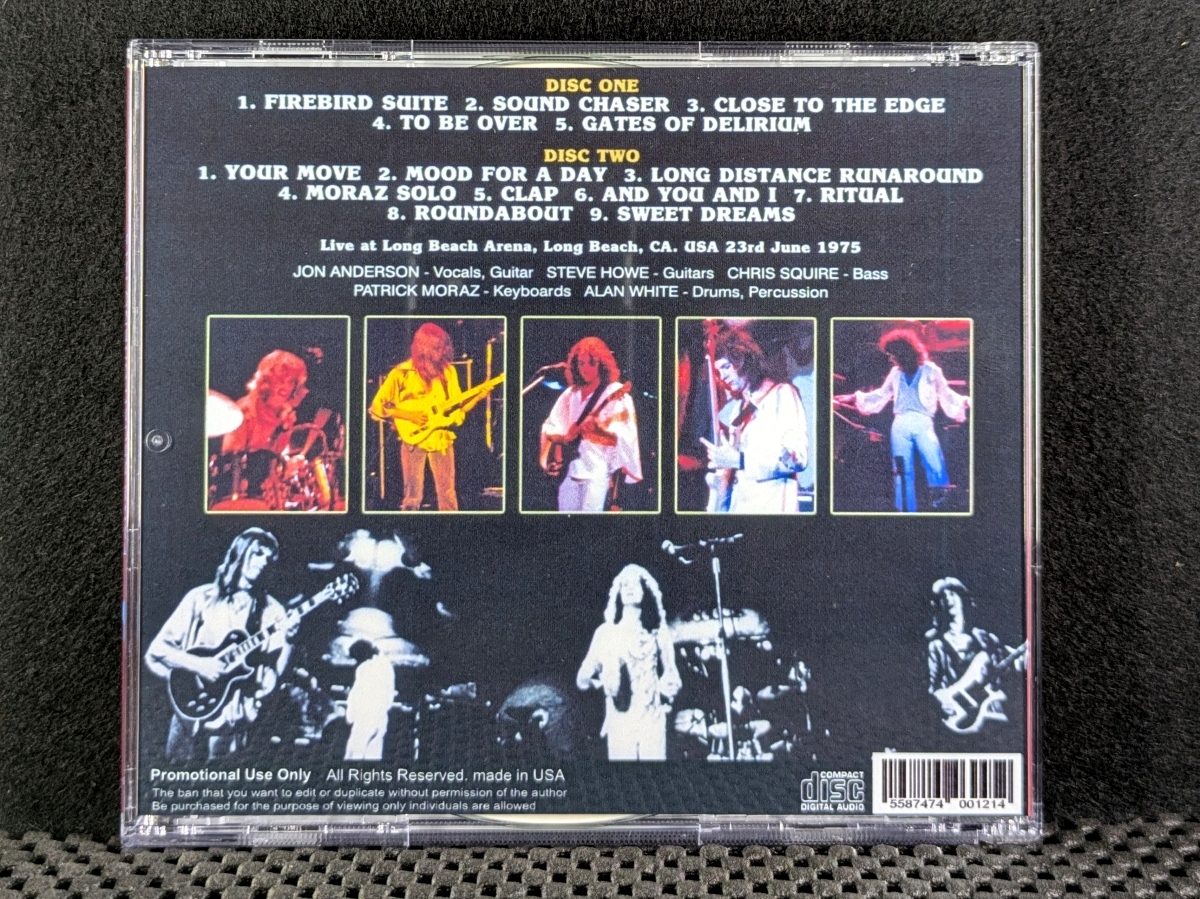 DISC ONE
1. FIREBIRD SUITE 2. SOUND CHASER 3. CLOSE TO THE EDGE
4. TO BE OVER 5. GATES OF DELIRIUM
DISC TWO
1. YOUR MOVE 2. MOOD FOR A DAY 3. LONG DISTANCE RUNAROUND
4. MORAZ SOLO 5. CLAP 6. AND YOU AND I 7. RITUAL
8. ROUNDABOUT 9. SWEET DREAMS
Live at Long Beach Arena, Long Beach, CA. USA 23rd June 1975
JON ANDERSON - Vocals, Guitar STEVE HOWE - Guitars CHRIS SQUIRE - Bass
PATRICK MORAZ - Keyboards ALAN WHITE - Drums, Percussion
Promotional Use Only All Rights Reserved. made in USA
The ban that you want to edit or duplicate without permission of the author
Be purchased for the purpose of viewing only individuals are allowed
COMPACT
disc
DIGITAL AUDIO
5587474 001214